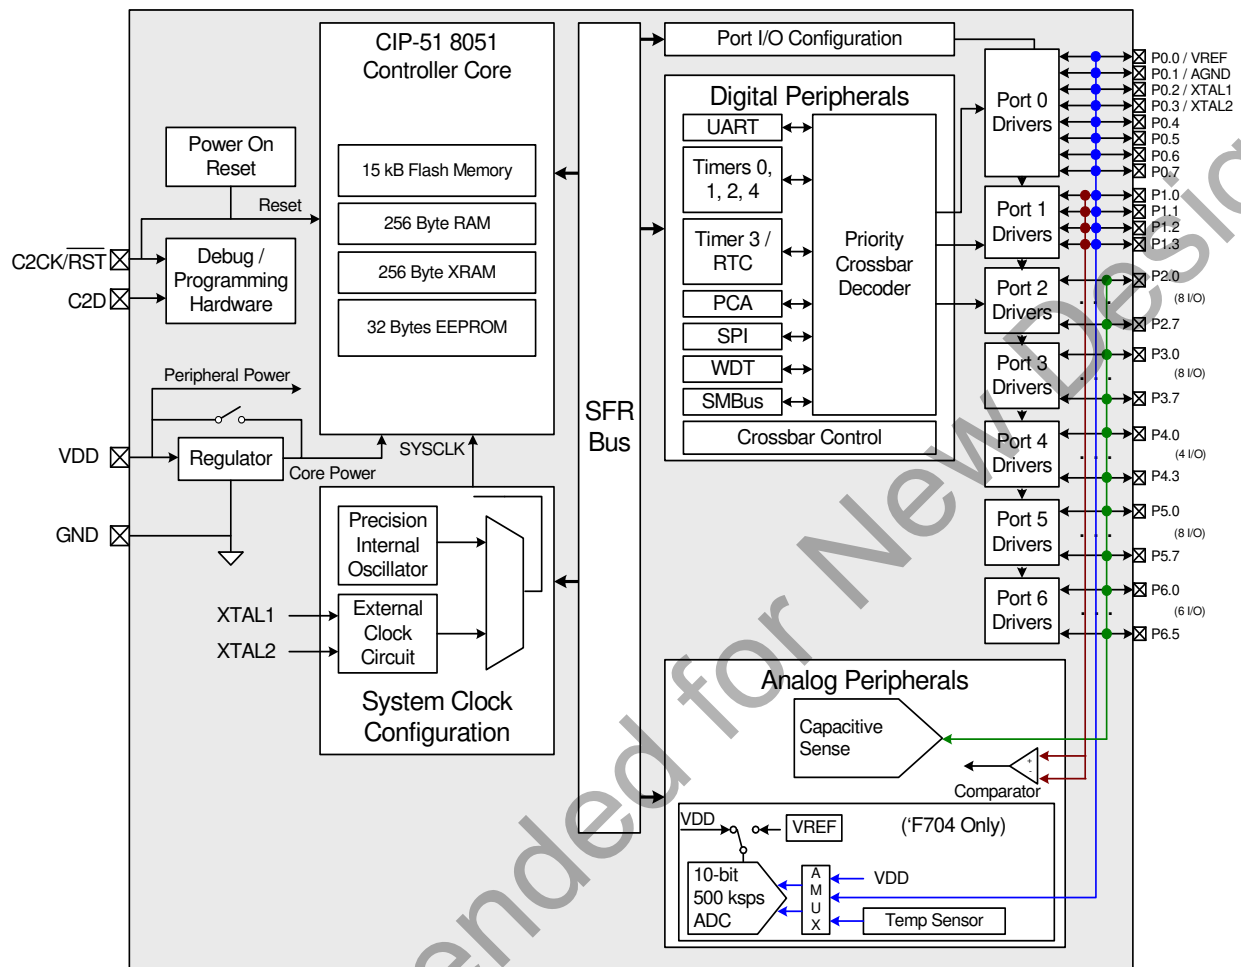 CIP-51 8051
Controller Core
15 kB Flash Memory
256 Byte RAM
256 Byte XRAM
32 Bytes EEPROM
Power On
Reset
Reset
Debug /
Programming
Hardware
C2CK/RST
C2D
Peripheral Power
VDD
Regulator
Core Power
SYSCLK
GND
Precision
Internal
Oscillator
XTAL1
XTAL2
External
Clock
Circuit
System Clock
Configuration
SFR
Bus
Port I/O Configuration
Digital Peripherals
UART
Timers 0,
1, 2, 4
Timer 3 /
RTC
PCA
SPI
WDT
SMBus
Priority
Crossbar
Decoder
Crossbar Control
Port 0
Drivers
Port 1
Drivers
Port 2
Drivers
Port 3
Drivers
Port 4
Drivers
Port 5
Drivers
Port 6
Drivers
P0.0 / VREF
P0.1 / AGND
P0.2 / XTAL1
P0.3 / XTAL2
P0.4
P0.5
P0.6
P0.7
P1.0
P1.1
P1.2
P1.3
P2.0
(8 I/O)
P2.7
P3.0
(8 I/O)
P3.7
P4.0
(4 I/O)
P4.3
P5.0
(8 I/O)
P5.7
P6.0
(6 I/O)
P6.5
Analog Peripherals
Capacitive
Sense
+
-
Comparator
VDD
VREF
('F704 Only)
10-bit
500 ksps
ADC
A
M
U
X
VDD
Temp Sensor
ended for New Desig